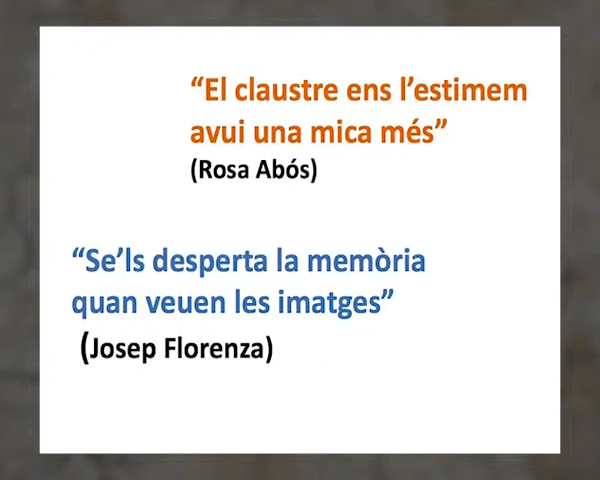 “El claustre ens l’estimem
avui una mica més”
(Rosa Abós)
“Se’ls desperta la memòria
quan veuen les imatges”
(Josep Florenza)